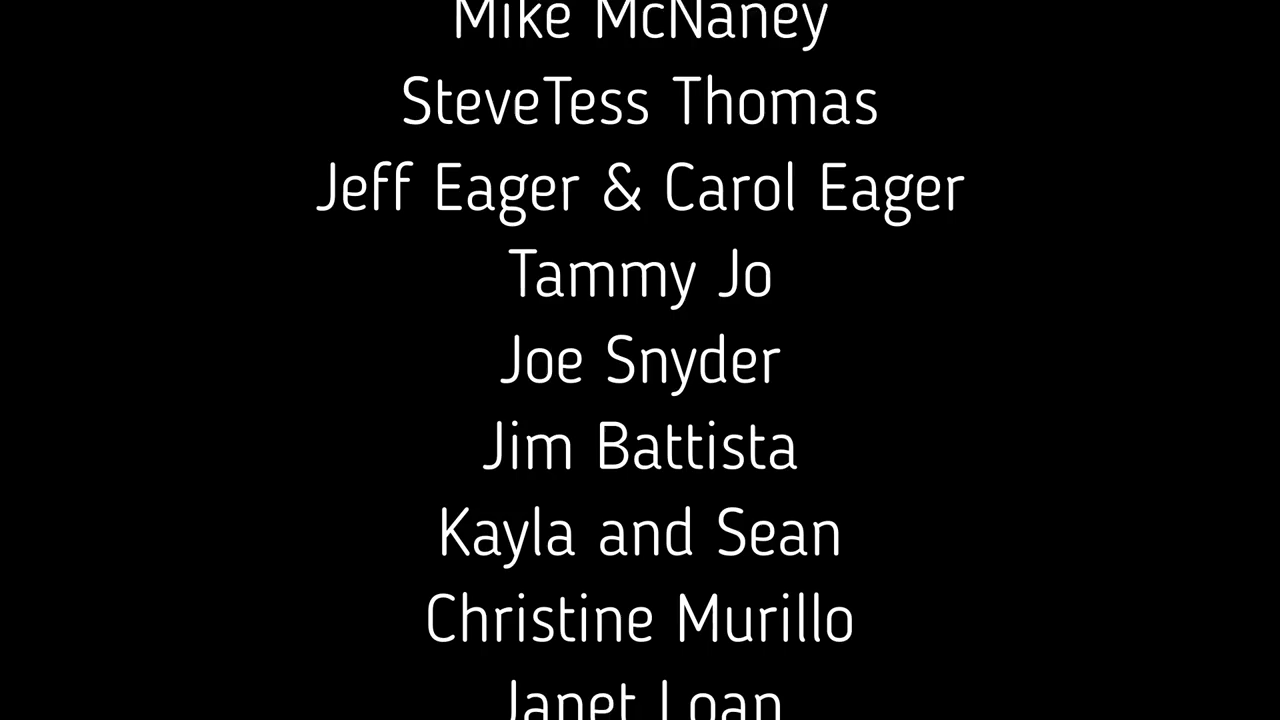 Mike McNaney
SteveTess Thomas
Jeff Eager & Carol Eager
Tammy Jo
Joe Snyder
Jim Battista
Kayla and Sean
Christine Murillo
Janet Loan